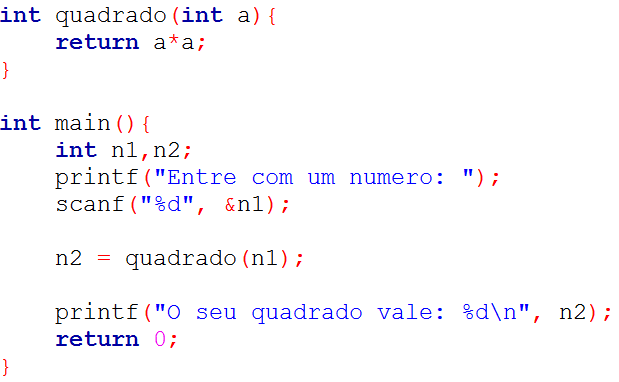 int quadrado(int a){
    return a*a;
}
int main(){
    int n1,n2;
    printf("Entre com um numero: ");
    scanf("%d", &n1);
    n2 = quadrado(n1);
    printf("O seu quadrado vale: %d\n", n2);
    return 0;
}